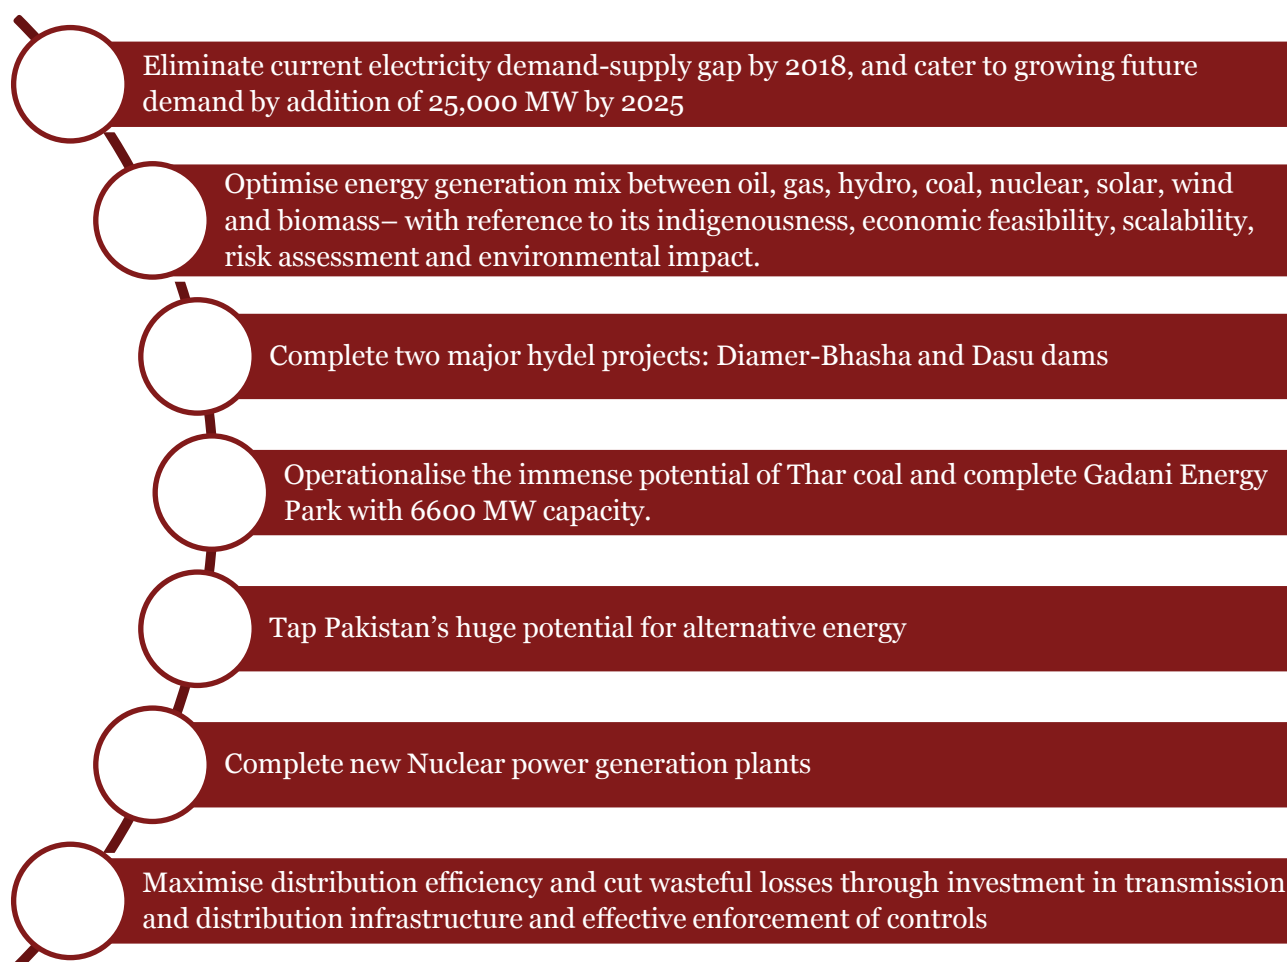 Eliminate current electricity demand-supply gap by 2018, and cater to growing future
demand by addition of 25,000 MW by 2025
Optimise energy generation mix between oil, gas, hydro, coal, nuclear, solar, wind
and biomass– with reference to its indigenousness, economic feasibility, scalability,
risk assessment and environmental impact.
Complete two major hydel projects: Diamer-Bhasha and Dasu dams
Operationalise the immense potential of Thar coal and complete Gadani Energy
Park with 6600 MW capacity.
Tap Pakistan’s huge potential for alternative energy
Complete new Nuclear power generation plants
Maximise distribution efficiency and cut wasteful losses through investment in transmission
and distribution infrastructure and effective enforcement of controls